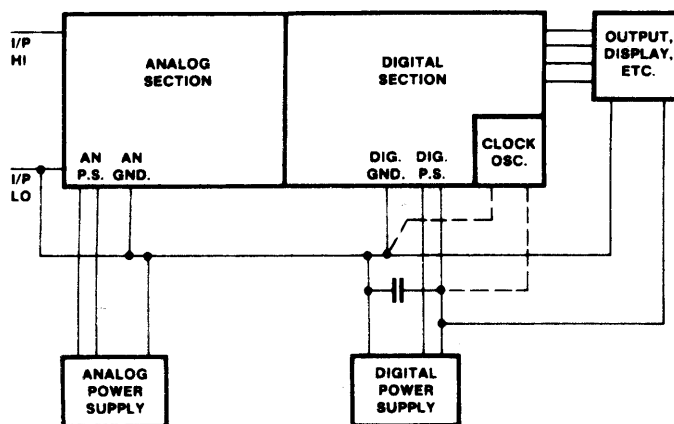 I/P
HI
ANALOG
SECTION
DIGITAL
SECTION
OUTPUT,
DISPLAY,
ETC.
CLOCK
OSC.
I/P
LO
AN
P.S.
AN
GND.
DIG.
GND.
DIG.
P.S.
ANALOG
POWER
SUPPLY
DIGITAL
POWER
SUPPLY